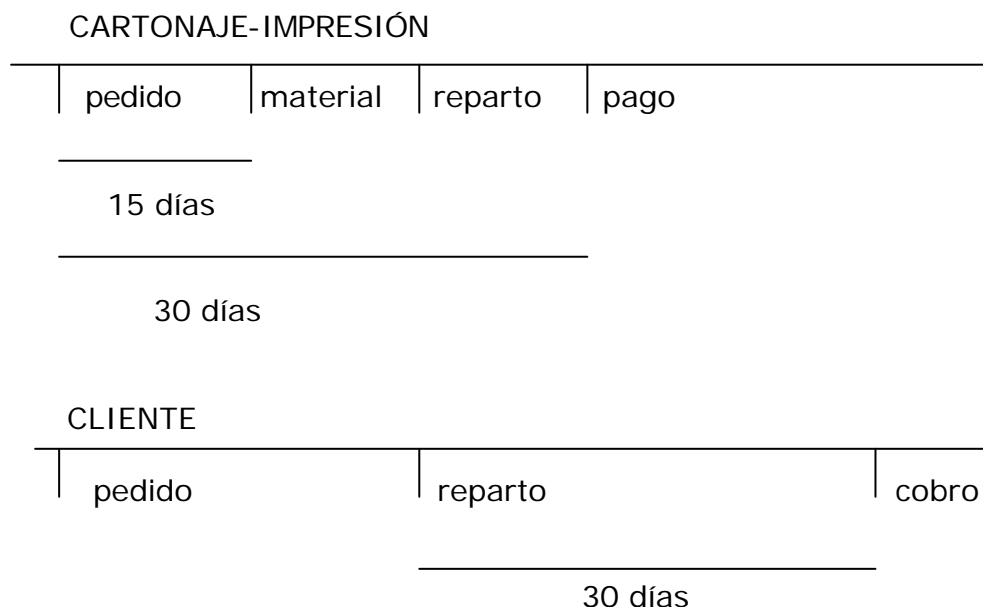 CARTONAJE-IMPRESIÓN
pedido material reparto pago
15 días
30 días
CLIENTE
pedido reparto cobro
30 días